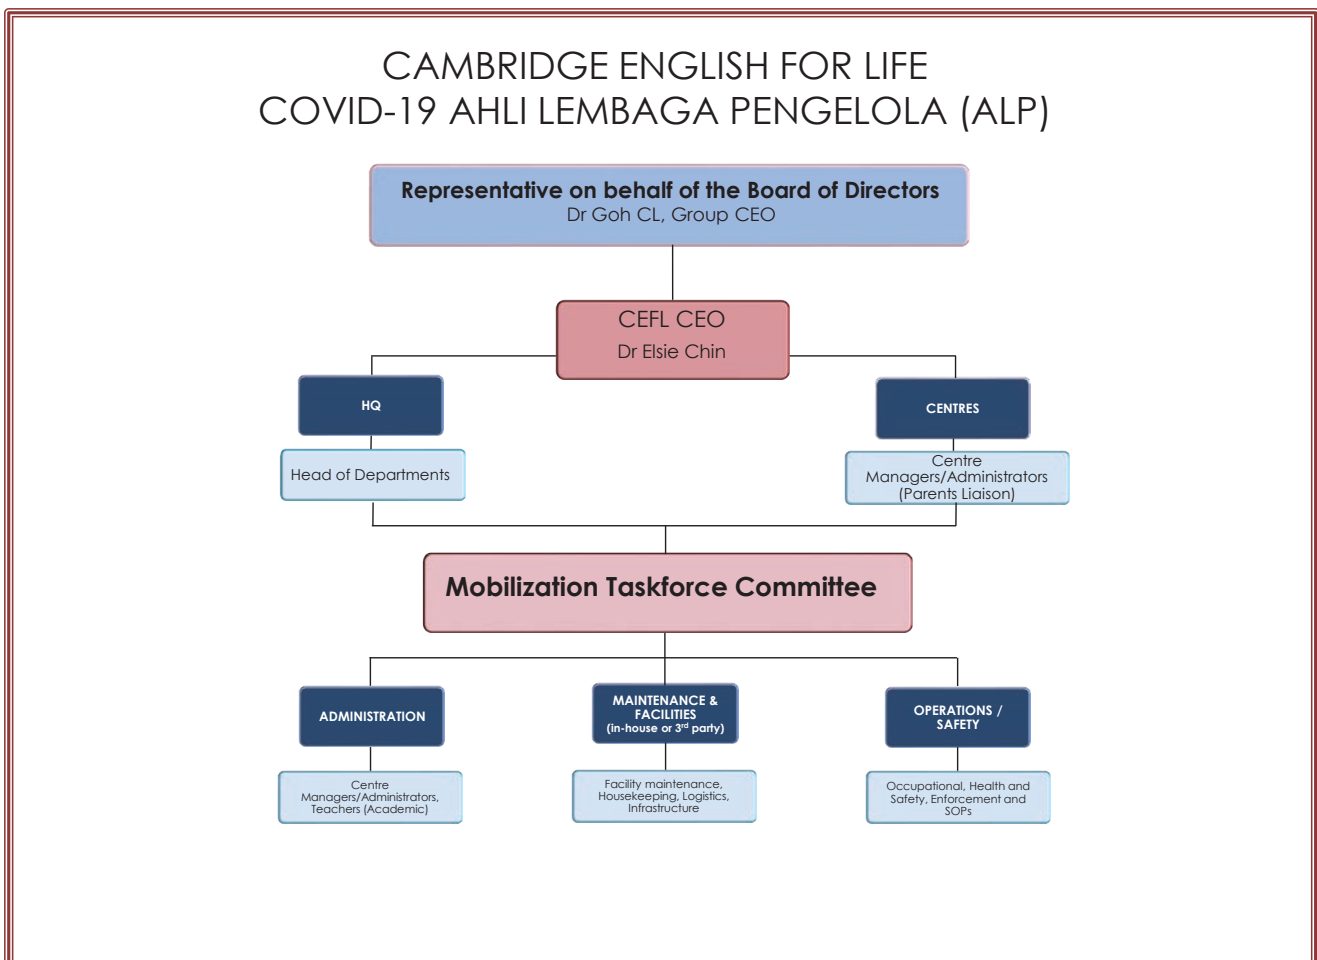 CAMBRIDGE ENGLISH FOR LIFE
COVID-19 AHLI LEMBAGA PENGELOLA (ALP)
Representative on behalf of the Board of Directors
Dr Goh CL, Group CEO
CEFL CEO
Dr Elsie Chin
HQ
CENTRES
Head of Departments
Centre
Managers/Administrators
(Parents Liaison)
Mobilization Taskforce Committee
ADMINISTRATION
MAINTENANCE &
FACILITIES
(in-house or 3rd party)
OPERATIONS /
SAFETY
Centre
Managers/Administrators,
Teachers (Academic)
Facility maintenance,
Housekeeping, Logistics,
Infrastructure
Occupational, Health and
Safety, Enforcement and
SOPs